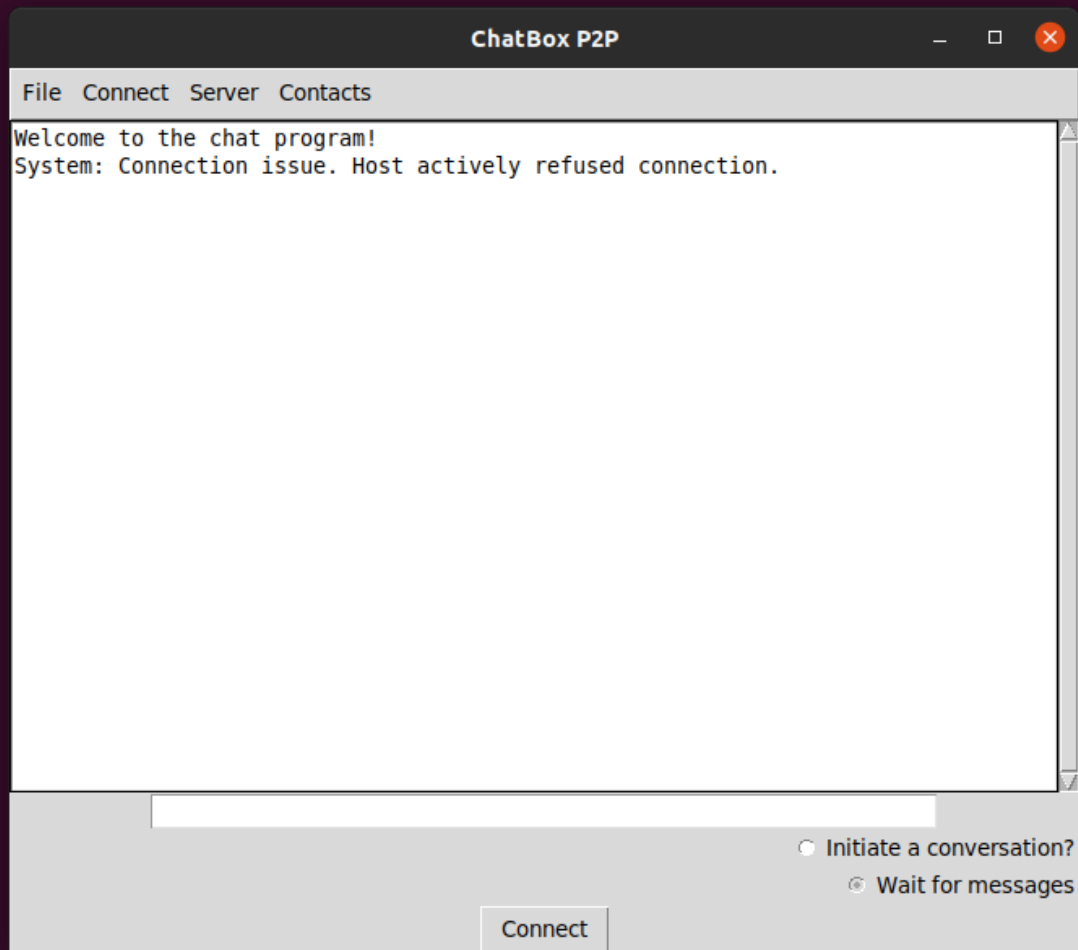 ChatBox P2P
File Connect Server Contacts
Welcome to the chat program!
System: Connection issue. Host actively refused connection.
Initiate a conversation?
Wait for messages
Connect